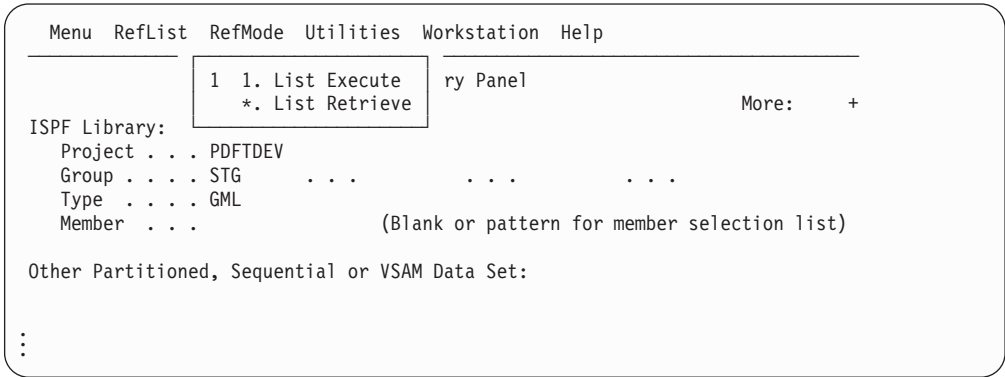 Menu RefList RefMode Utilities Workstation Help
1 1. List Execute ry Panel
*. List Retrieve More: +
ISPF Library:
Project . . . PDFTDEV
Group . . . . STG . . . . . . . . .
Type . . . . GML
Member . . . (Blank or pattern for member selection list)
Other Partitioned, Sequential or VSAM Data Set: